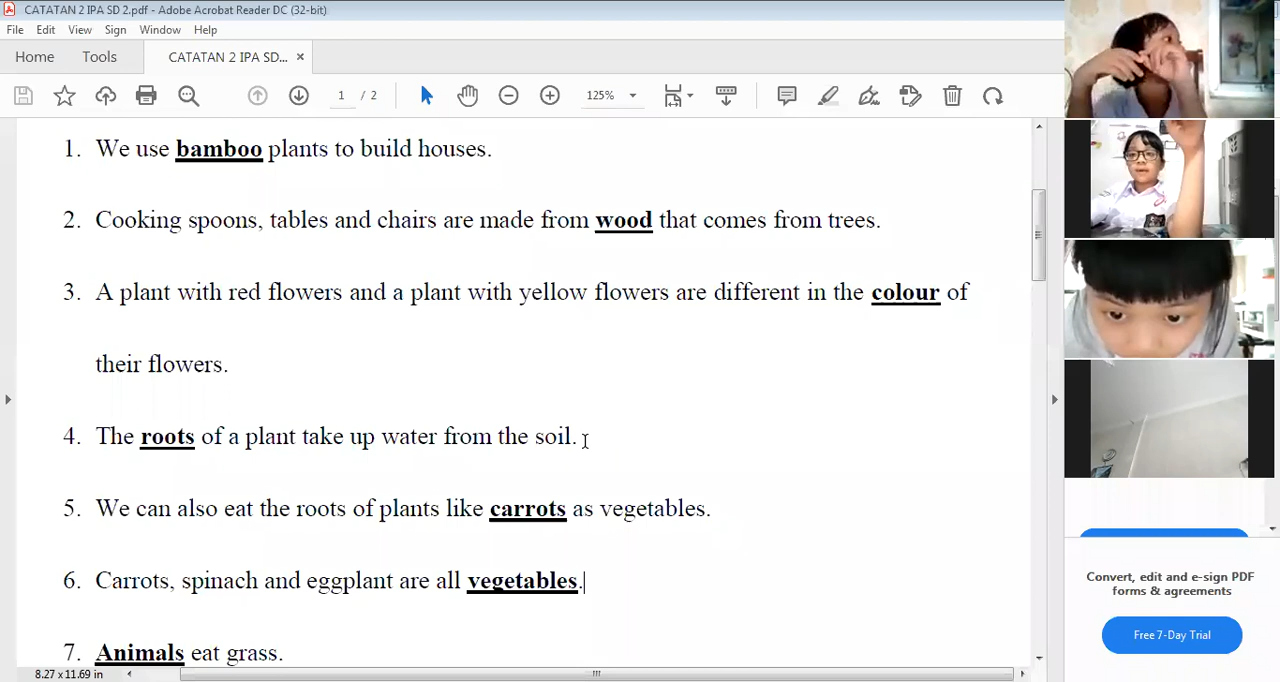 CATATAN 2 IPA SD 2.pdf - Adobe Acrobat Reader DC (32-bit)
File Edit View Sign Window Help
Home Tools CATATAN 2 IPA SD... ×
1 / 2 125%
1. We use bamboo plants to build houses.
2. Cooking spoons, tables and chairs are made from wood that comes from trees.
3. A plant with red flowers and a plant with yellow flowers are different in the colour of
their flowers.
4. The roots of a plant take up water from the soil.
5. We can also eat the roots of plants like carrots as vegetables.
6. Carrots, spinach and eggplant are all vegetables.
7. Animals eat grass.
8.27 x 11.69 in
Convert, edit and e-sign PDF
forms & agreements
Free 7-Day Trial